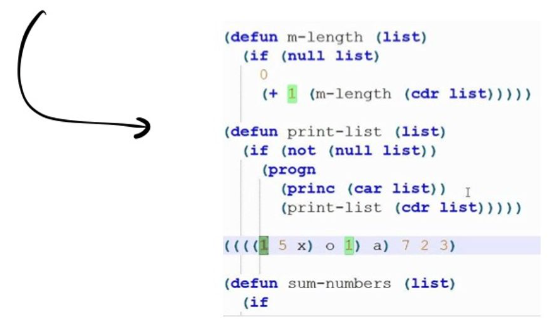 (defun m-length (list)
(if (null list)
0
(+ 1 (m-length (cdr list)))))
(defun print-list (list)
(if (not (null list))
(progn
(princ (car list))
(print-list (cdr list)))))
((((1 5 x) o 1) a) 7 2 3)
(defun sum-numbers (list)
(if